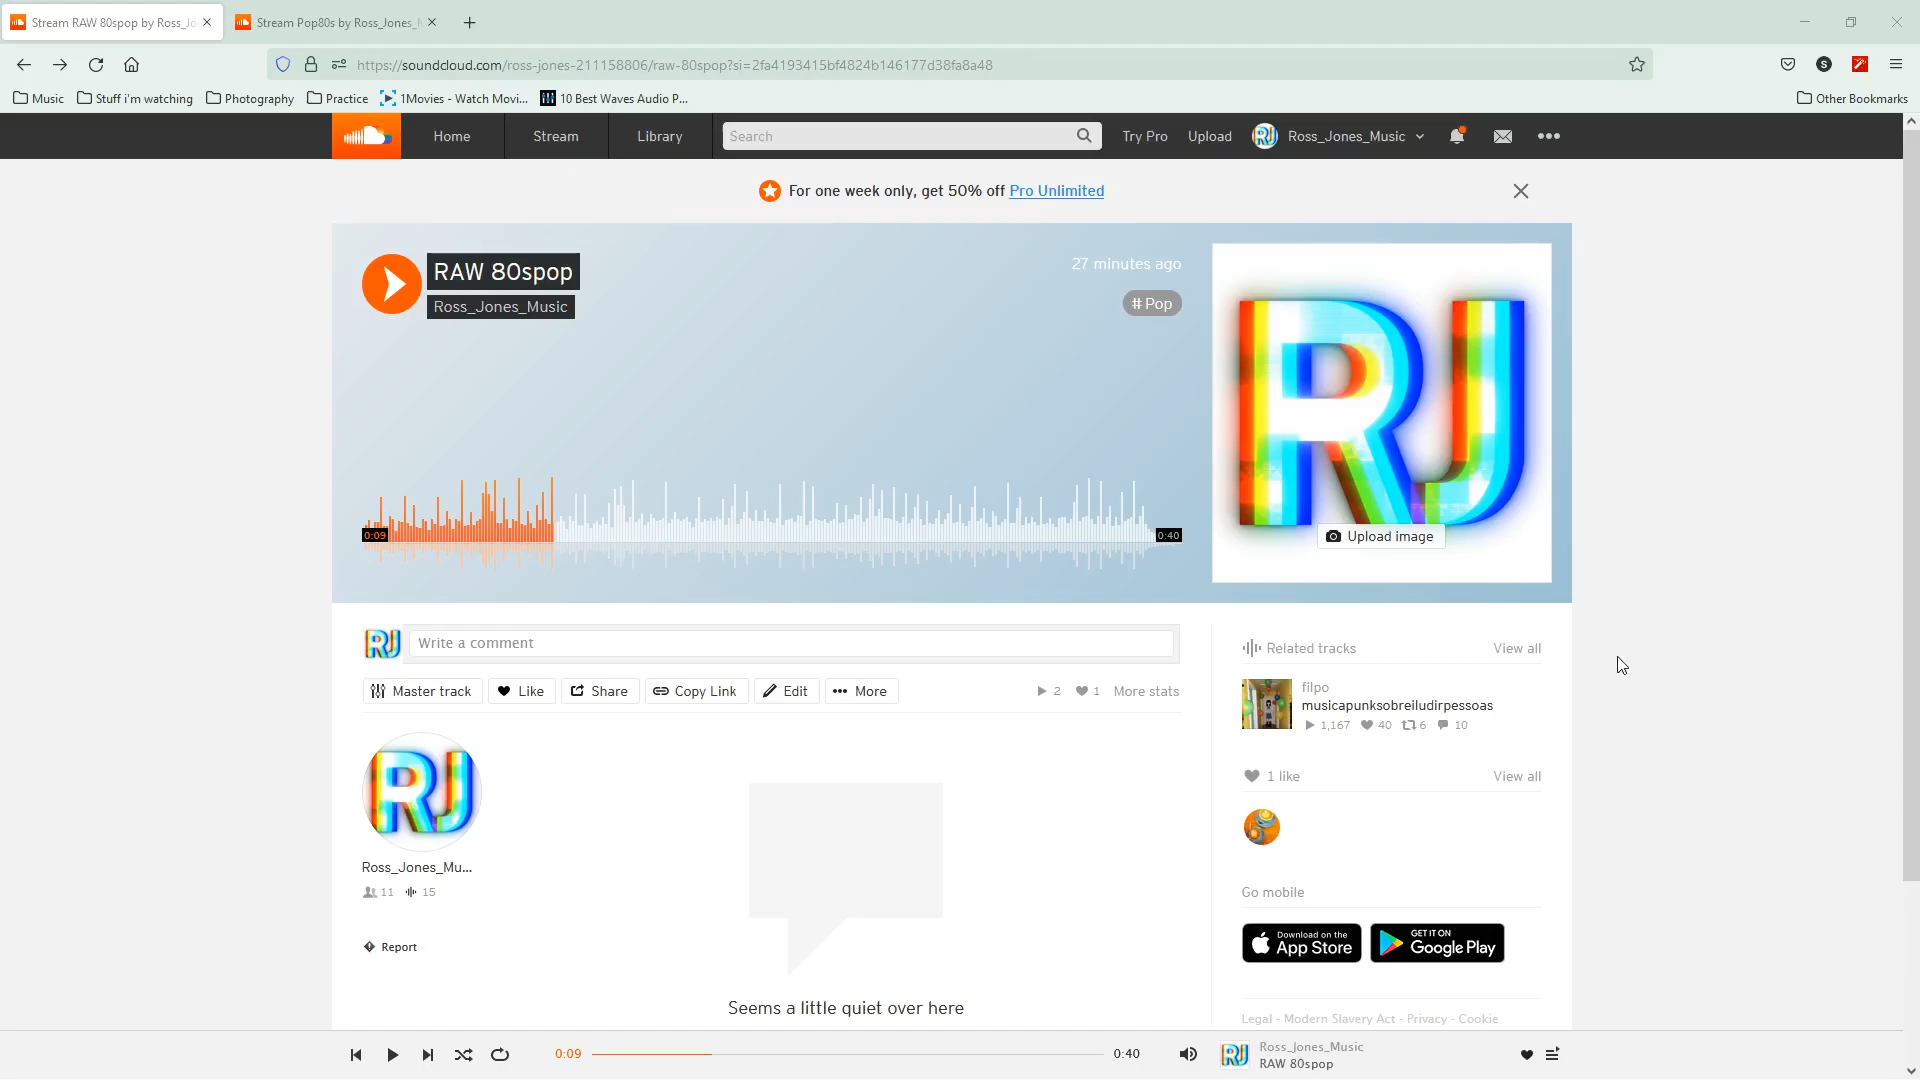 Stream RAW 80spop by Ross_Jo
Stream Pop80s by Ross_Jones_
https://soundcloud.com/ross-jones-211158806/raw-80spop?si=2fa4193415bf4824b146177d38fa8a48
S
Music
Stuff i'm watching
Photography
Practice
1Movies - Watch Movi...
10 Best Waves Audio P...
Other Bookmarks
Home
Stream
Library
Search
Try Pro
Upload
RJ
Ross_Jones_Music
For one week only, get 50% off Pro Unlimited
RAW 80spop
Ross_Jones_Music
27 minutes ago
# Pop
RJ
Upload image
0:09
0:40
RJ
Write a comment
Master track
Like
Share
Copy Link
Edit
More
2
1
More stats
Related tracks
View all
filpo
musicapunksobreiludirpessoas
1,167
40
6
10
1 like
View all
RJ
Ross_Jones_Mu...
11
15
Report
Seems a little quiet over here
Go mobile
Download on the
App Store
GET IT ON
Google Play
Legal - Modern Slavery Act - Privacy - Cookie
0:09
0:40
RJ
Ross_Jones_Music
RAW 80spop